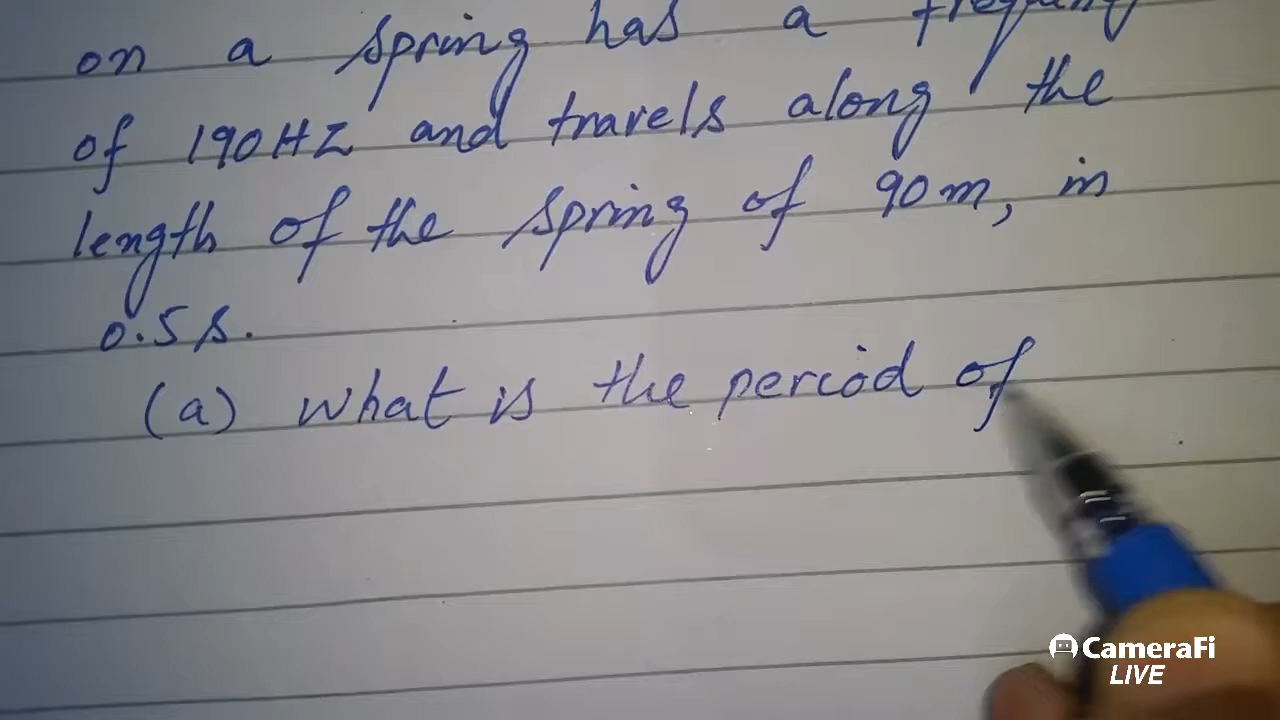 on a spring has a frequency
of 190HZ and travels along the
length of the spring of 90m, in
0.5s.
(a) What is the period of
CameraFi
LIVE